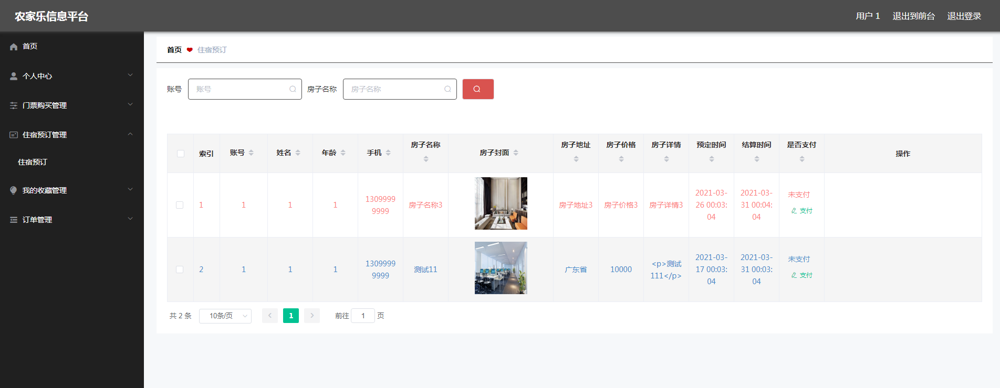 农家乐信息平台
用户 1 退出到前台 退出登录
首页
个人中心
门票购买管理
住宿预订管理
住宿预订
我的收藏管理
订单管理
首页 住宿预订
账号 账号 房子名称 房子名称
索引 账号 姓名 年龄 手机 房子名称 房子封面 房子地址 房子价格 房子详情 预定时间 结算时间 是否支付 操作
1 1 1 1 1309999 房子名称3 房子地址3 房子价格3 房子详情3 2021-03- 2021-03- 未支付
9999 26 00:03: 31 00:04: 支付
04 04
2 1 1 1 1309999 测试11 广东省 10000 <p>测试 2021-03- 2021-03- 未支付
9999 111</p> 17 00:03: 31 00:03: 支付
04 04
共 2 条 10条/页 1 前往 1 页